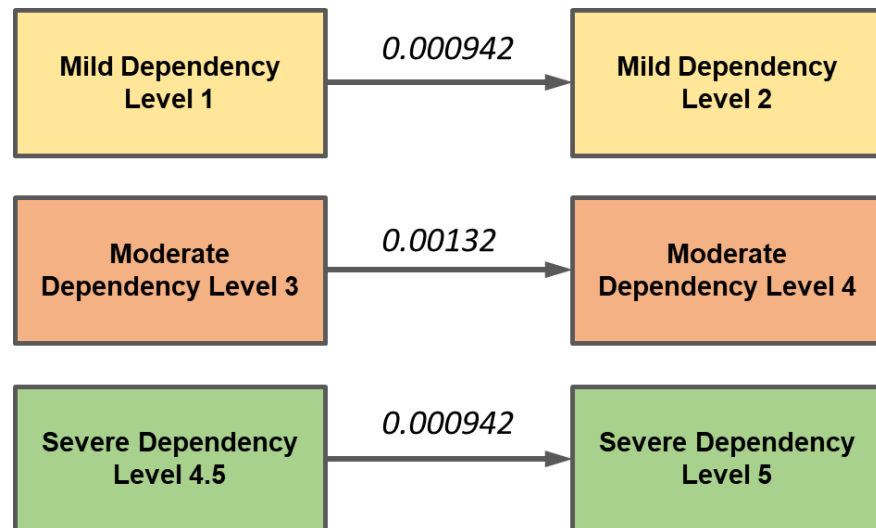 Mild Dependency
Level 1
0.000942
Mild Dependency
Level 2
Moderate
Dependency Level 3
0.00132
Moderate
Dependency Level 4
Severe Dependency
Level 4.5
0.000942
Severe Dependency
Level 5